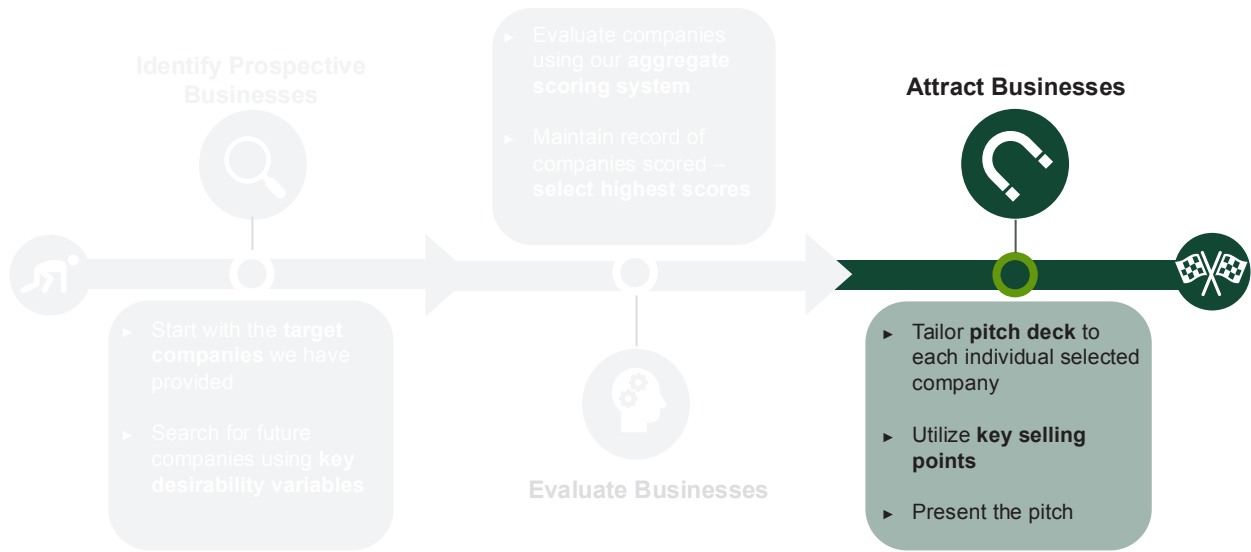 Identify Prospective
Businesses
► Start with the target
companies we have
provided
► Search for future
companies using key
desirability variables
► Evaluate companies
using our aggregate
scoring system
► Maintain record of
companies scored –
select highest scores
Evaluate Businesses
Attract Businesses
► Tailor pitch deck to
each individual selected
company
► Utilize key selling
points
► Present the pitch